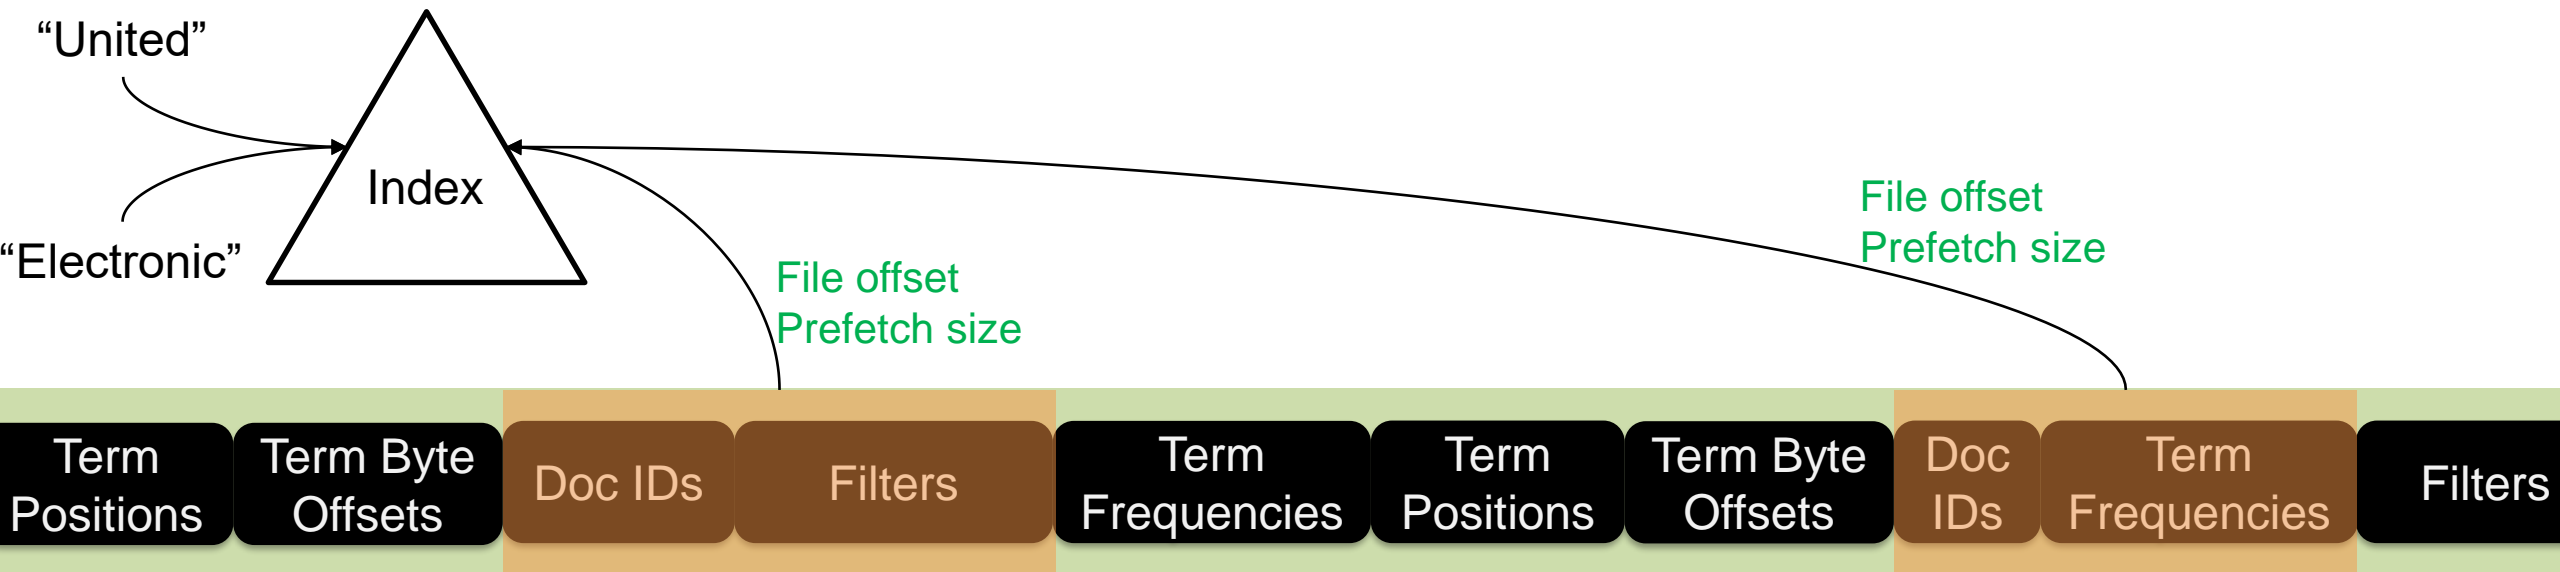 “United”
Index
“Electronic”
File offset
Prefetch size
File offset
Prefetch size
Term
Positions
Term Byte
Offsets
Doc IDs
Filters
Term
Frequencies
Term
Positions
Term Byte
Offsets
Doc
IDs
Term
Frequencies
Filters